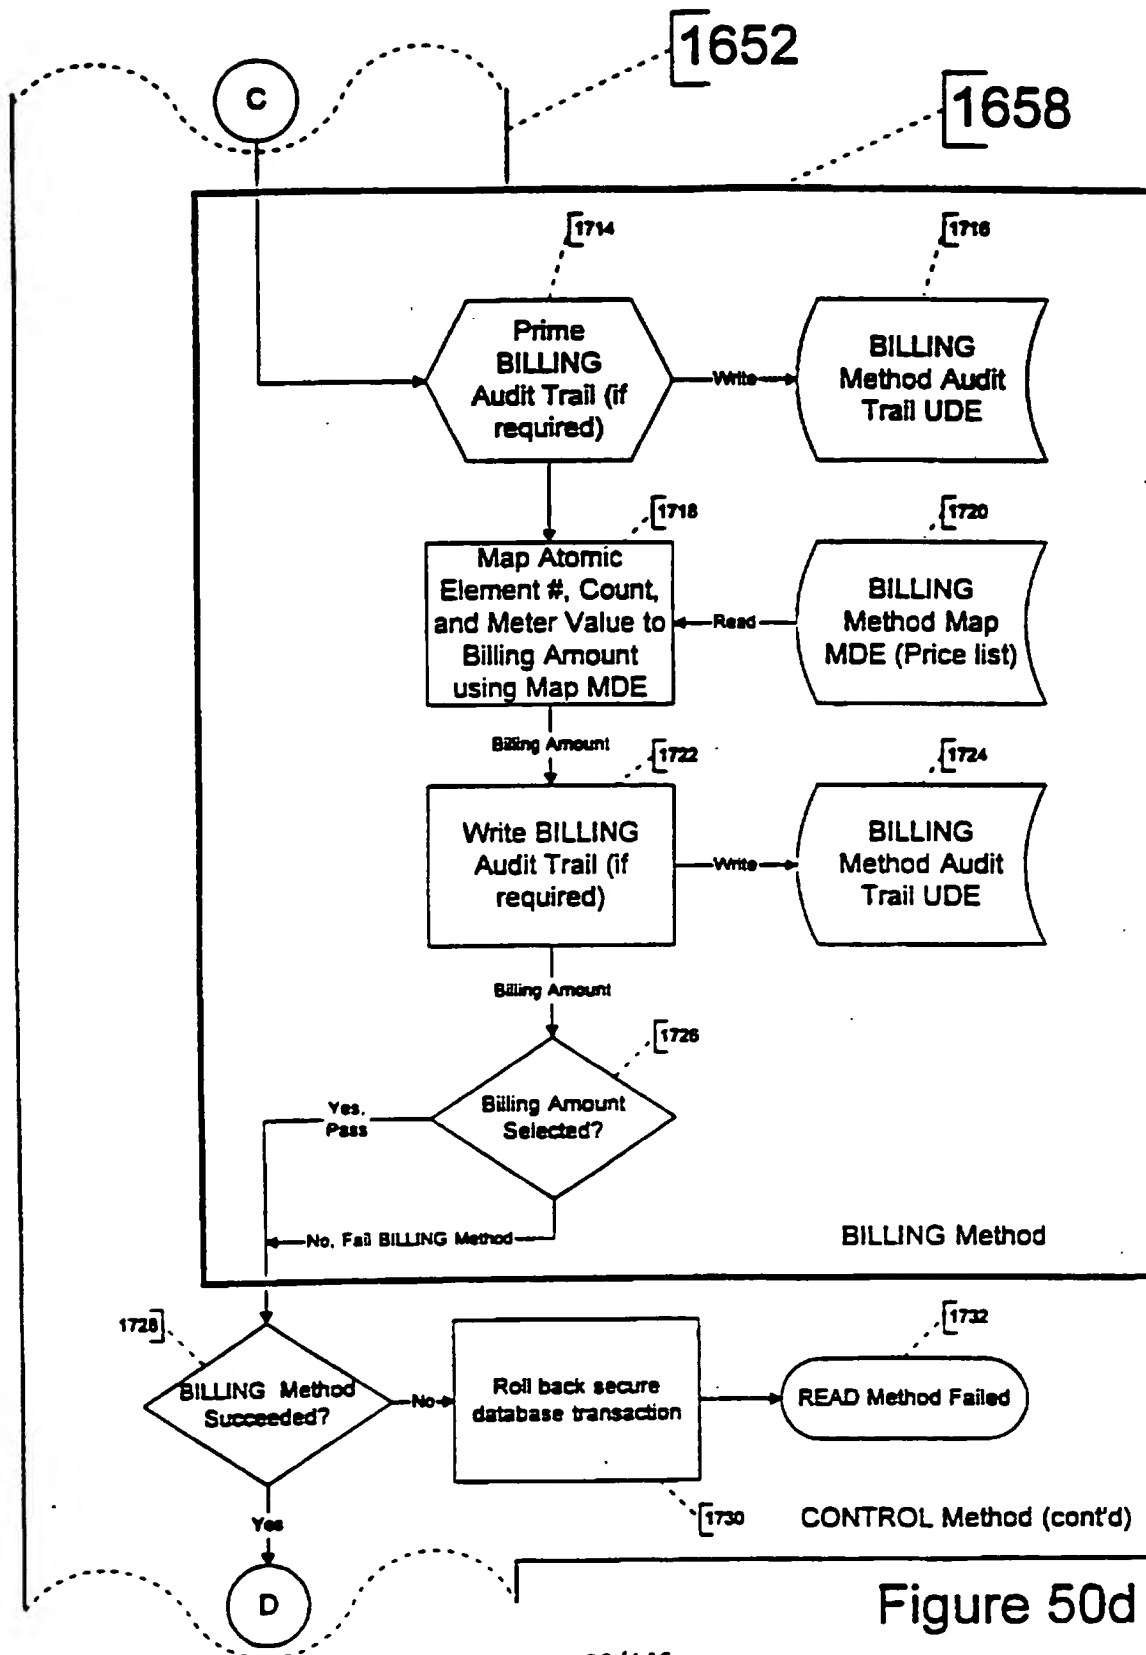 1652
C
1658
1714
1716
Prime
BILLING
Audit Trail (if
required)
Write
BILLING
Method Audit
Trail UDE
1718
1720
Map Atomic
Element #, Count,
and Meter Value to
Billing Amount
using Map MDE
Read
BILLING
Method Map
MDE (Price list)
Billing Amount
1722
1724
Write BILLING
Audit Trail (if
required)
Write
BILLING
Method Audit
Trail UDE
Billing Amount
1726
Billing Amount
Selected?
Yes,
Pass
No, Fail BILLING Method
BILLING Method
1728
BILLING Method
Succeeded?
No
Roll back secure
database transaction
1732
READ Method Failed
Yes
1730
CONTROL Method (cont'd)
D
Figure 50d